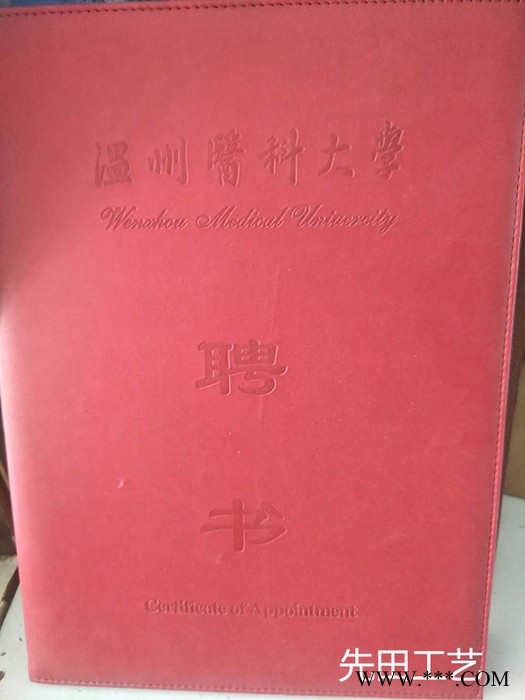 温州醫科大學
Wenzhou Medical University
聘
书
Certificate of Appointment
先田工艺
WWW.***.COM